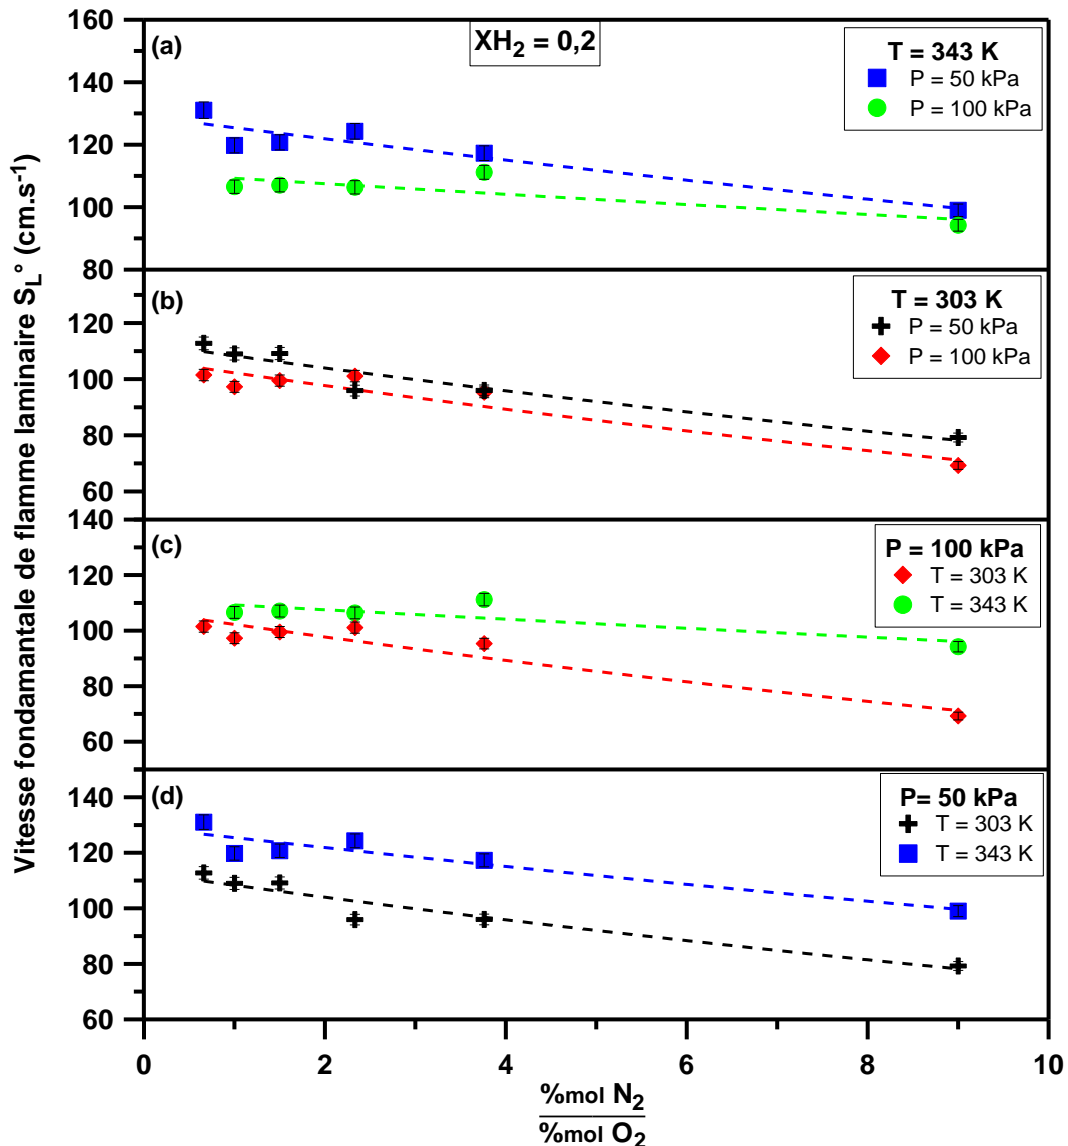 Vitesse fondamantale de flamme laminaire S_L° (cm.s⁻¹)
160
140
120
100
80
(a)
XH₂ = 0,2
T = 343 K
P = 50 kPa
P = 100 kPa
120
100
80
60
(b)
T = 303 K
P = 50 kPa
P = 100 kPa
140
120
100
80
60
(c)
P = 100 kPa
T = 303 K
T = 343 K
140
120
100
80
60
(d)
P= 50 kPa
T = 303 K
T = 343 K
0 2 4 6 8 10
%mol N₂
%mol O₂